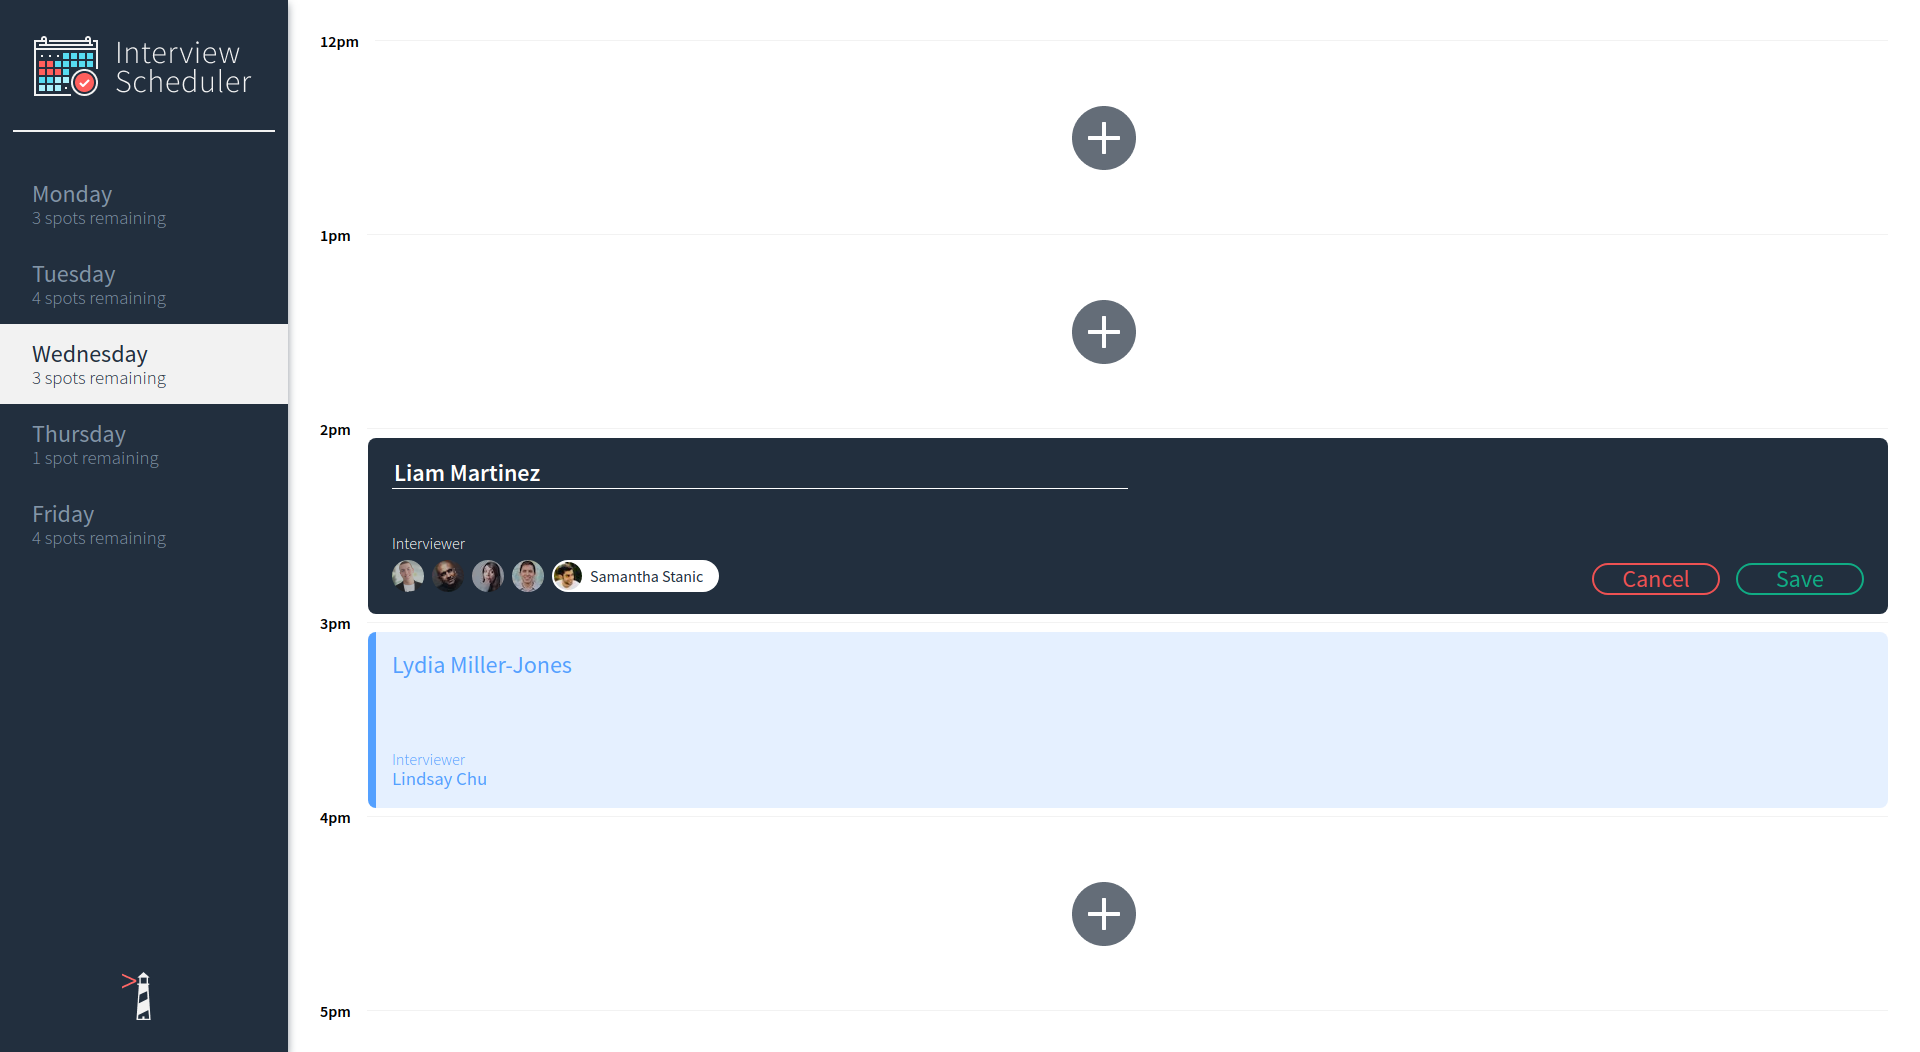 Interview
Scheduler
Monday
3 spots remaining
Tuesday
4 spots remaining
Wednesday
3 spots remaining
Thursday
1 spot remaining
Friday
4 spots remaining
12pm
1pm
2pm
Liam Martinez
Interviewer
Samantha Stanic
Cancel
Save
3pm
Lydia Miller-Jones
Interviewer
Lindsay Chu
4pm
5pm